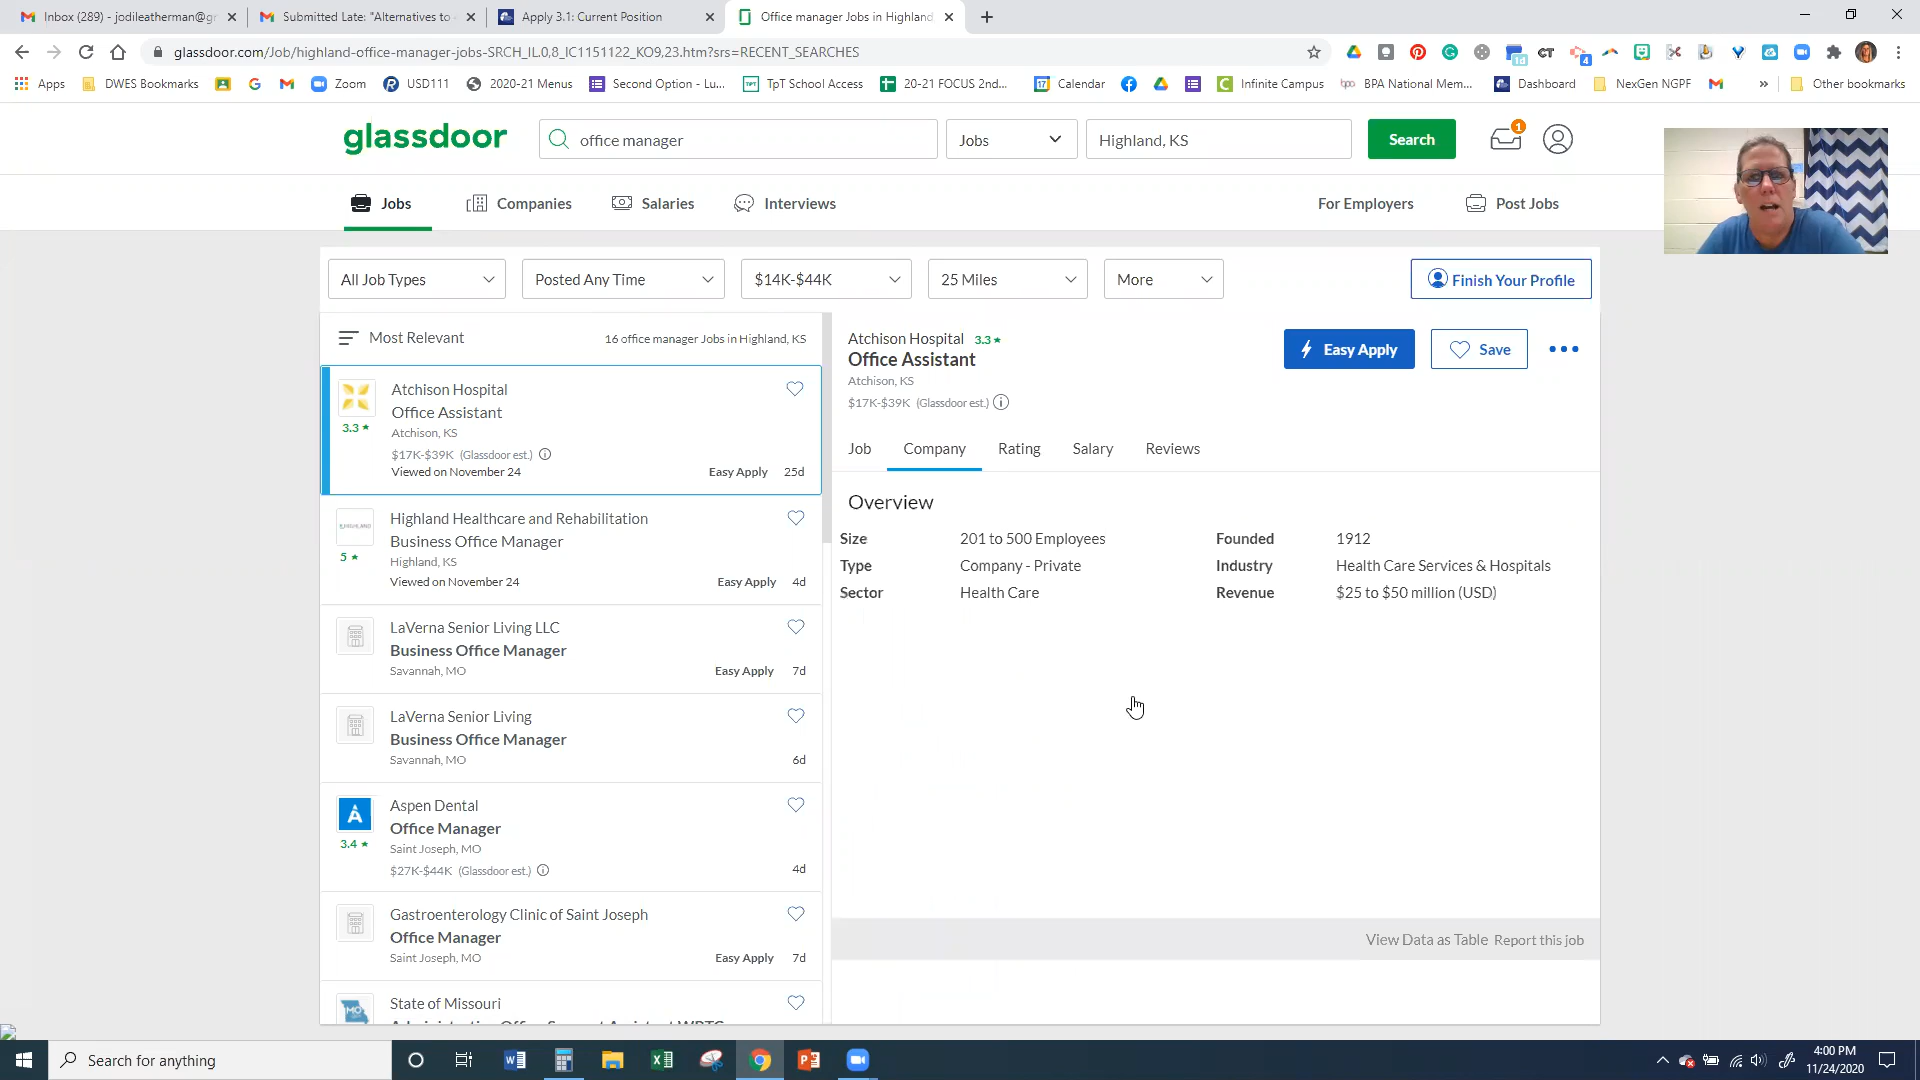 Inbox (289) - jodileatherman@gr
Submitted Late: "Alternatives to
Apply 3.1: Current Position
Office manager Jobs in Highland
glassdoor.com/Job/highland-office-manager-jobs-SRCH_IL.0,8_IC1151122_KO9,23.htm?srs=RECENT_SEARCHES
Apps
DWES Bookmarks
Zoom
USD111
2020-21 Menus
Second Option - Lu...
TpT School Access
20-21 FOCUS 2nd...
Calendar
Infinite Campus
BPA National Mem...
Dashboard
NexGen NGPF
»
Other bookmarks
glassdoor
office manager
Jobs
Highland, KS
Search
1
Jobs
Companies
Salaries
Interviews
For Employers
Post Jobs
All Job Types
Posted Any Time
$14K-$44K
25 Miles
More
Finish Your Profile
Most Relevant
16 office manager Jobs in Highland, KS
Atchison Hospital
Office Assistant
3.3 ★
Atchison, KS
$17K-$39K (Glassdoor est.)
Viewed on November 24
Easy Apply 25d
Highland Healthcare and Rehabilitation
Business Office Manager
5 ★
Highland, KS
Viewed on November 24
Easy Apply 4d
LaVerna Senior Living LLC
Business Office Manager
Savannah, MO
Easy Apply 7d
LaVerna Senior Living
Business Office Manager
Savannah, MO
6d
Aspen Dental
Office Manager
3.4 ★
Saint Joseph, MO
$27K-$44K (Glassdoor est.)
4d
Gastroenterology Clinic of Saint Joseph
Office Manager
Saint Joseph, MO
Easy Apply 7d
State of Missouri
Atchison Hospital 3.3 ★
Office Assistant
Atchison, KS
$17K-$39K (Glassdoor est.)
Easy Apply
Save
Job
Company
Rating
Salary
Reviews
Overview
Size 201 to 500 Employees Founded 1912
Type Company - Private Industry Health Care Services & Hospitals
Sector Health Care Revenue $25 to $50 million (USD)
View Data as Table Report this job
Search for anything
4:00 PM
11/24/2020